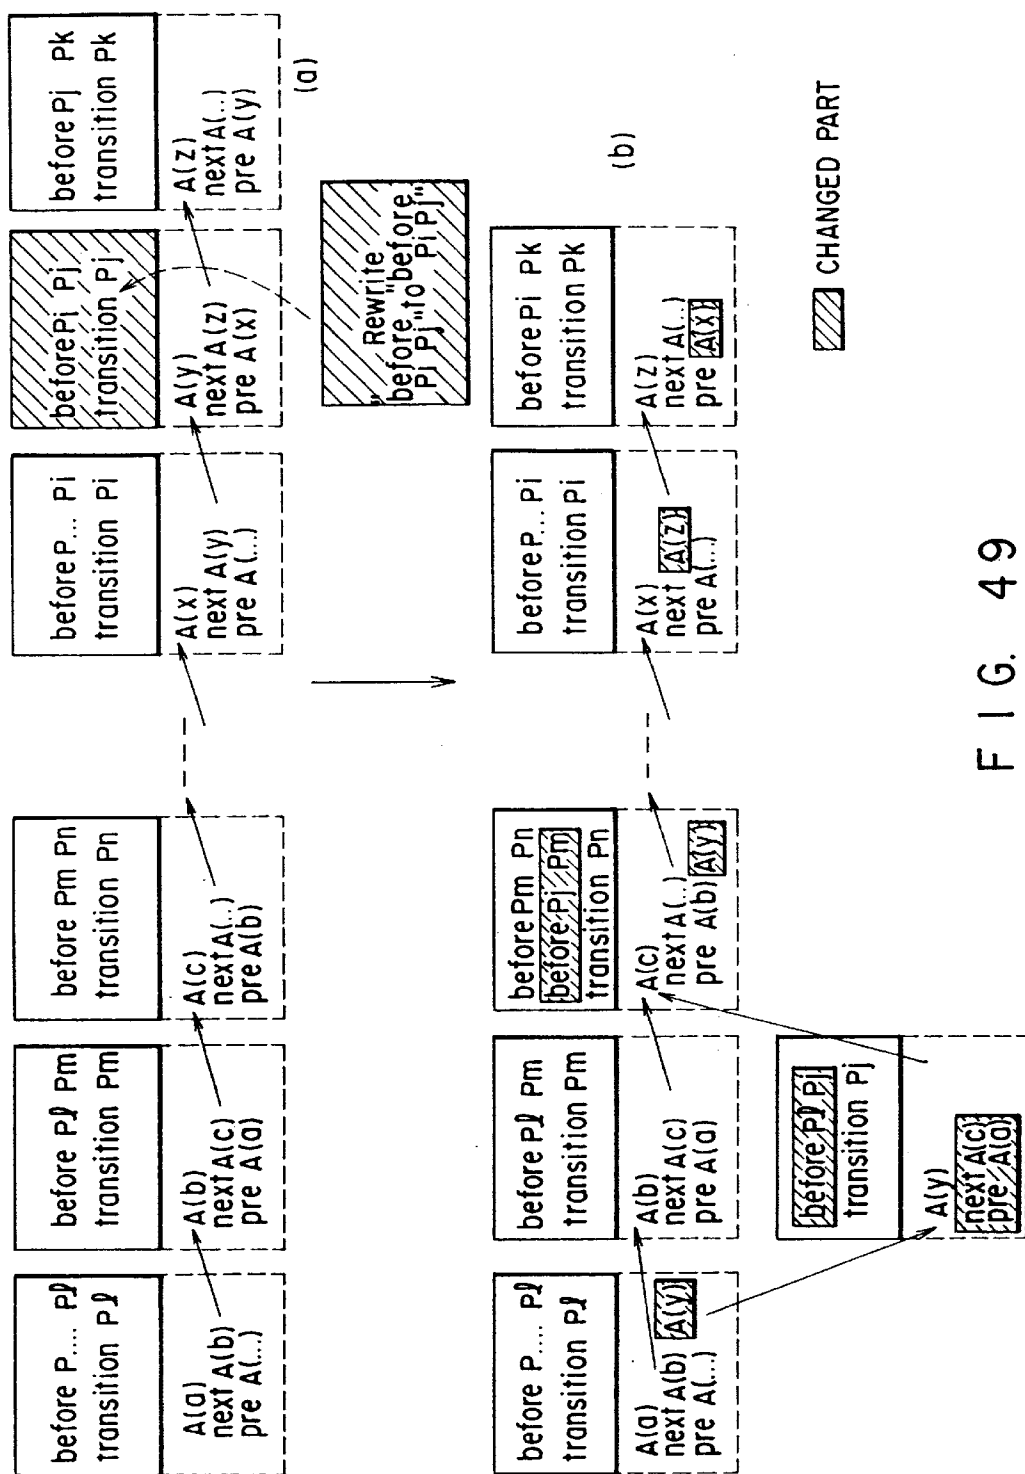 before P.... Pℓ
transition Pℓ
A(a)
next A(b)
pre A(...)
before Pℓ Pm
transition Pm
A(b)
next A(c)
pre A(a)
before Pm Pn
transition Pn
A(c)
next A(...)
pre A(b)
before P... Pi
transition Pi
A(x)
next A(y)
pre A(...)
before Pi Pj
transition Pj
A(y)
next A(z)
pre A(x)
before Pj Pk
transition Pk
A(z)
next A(..)
pre A(y)
(a)
"Rewrite
"before "before
Pi Pj" to Pi Pj"
before P.... Pℓ
transition Pℓ
A(a)
next A(b) A(y)
pre A(...)
before Pℓ Pm
transition Pm
A(b)
next A(c)
pre A(a)
before Pm Pn
before Pj Pm
transition Pn
A(c)
next A(...)
pre A(b) A(y)
before P... Pi
transition Pi
A(x)
next A(z)
pre A(...)
before Pi Pk
transition Pk
A(z)
next A(..)
pre A(x)
(b)
before Pℓ Pj
transition Pj
A(y)
next A(c)
pre A(a)
CHANGED PART
FIG. 49